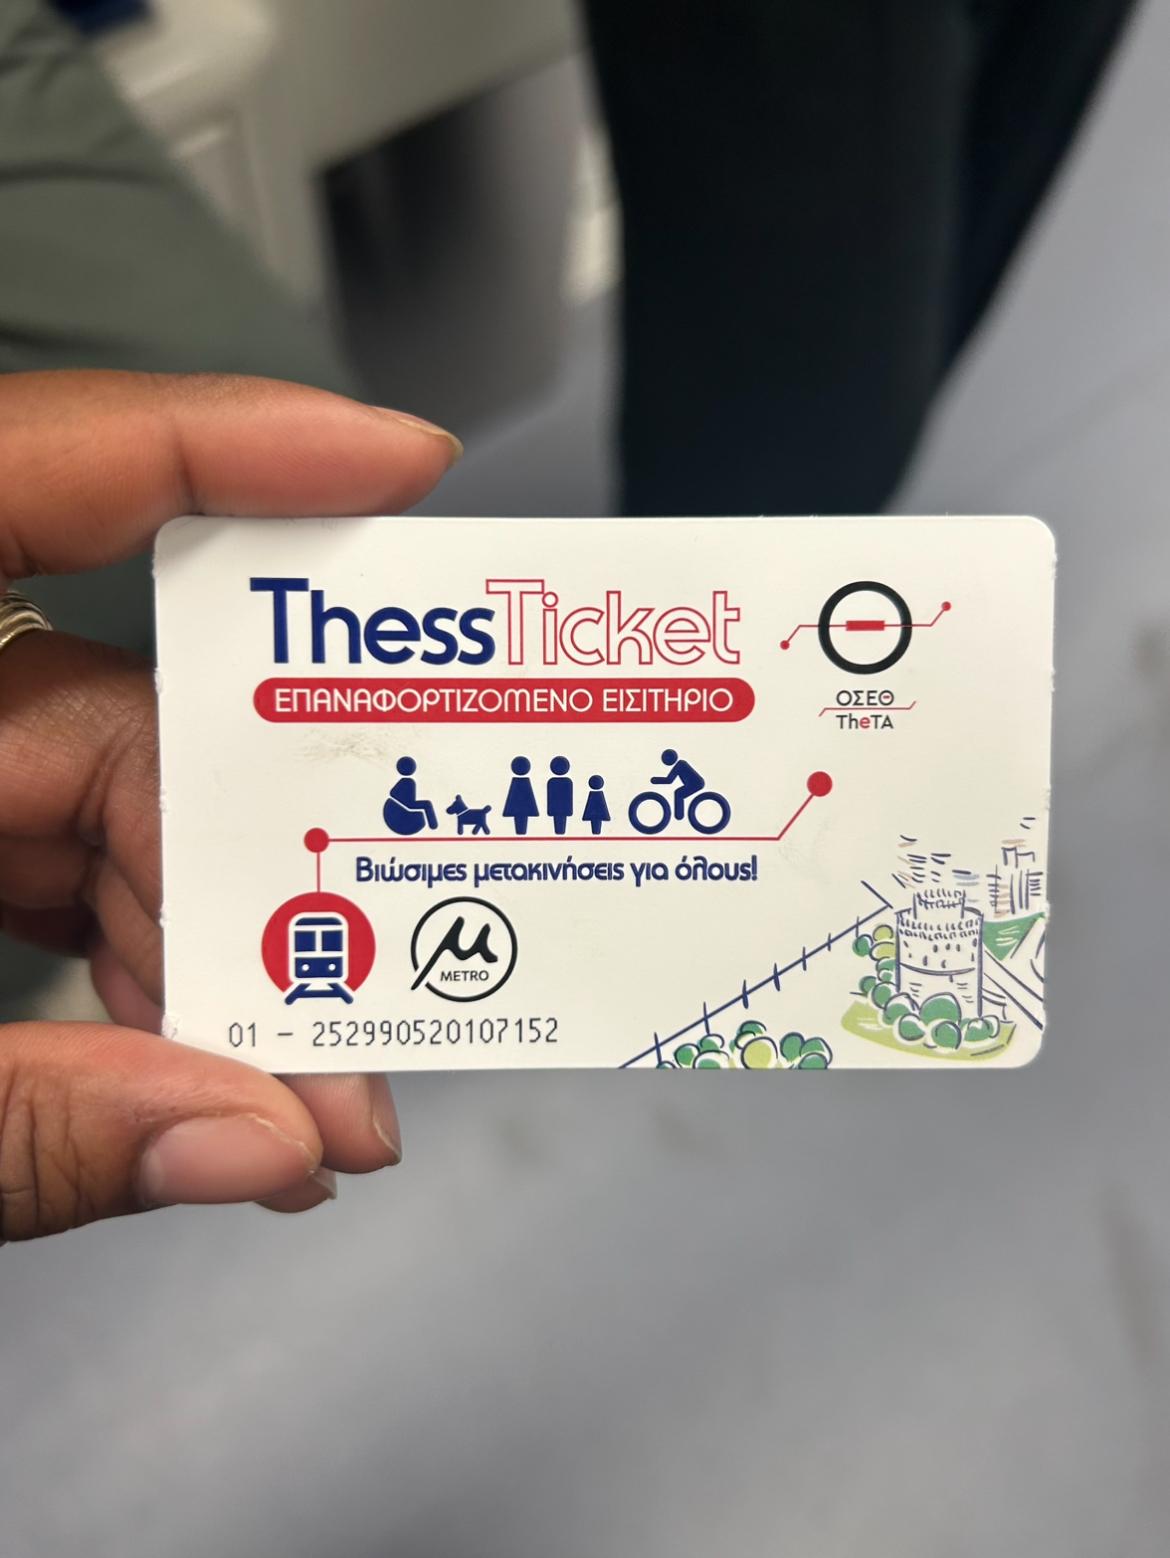 ThessTicket
ΕΠΑΝΑΦΟΡΤΙΖΟΜΕΝΟ ΕΙΣΙΤΗΡΙΟ
ΟΣΕΘ
TheTA
Βιώσιμες μετακινήσεις για όλους!
METRO
01 - 252990520107152